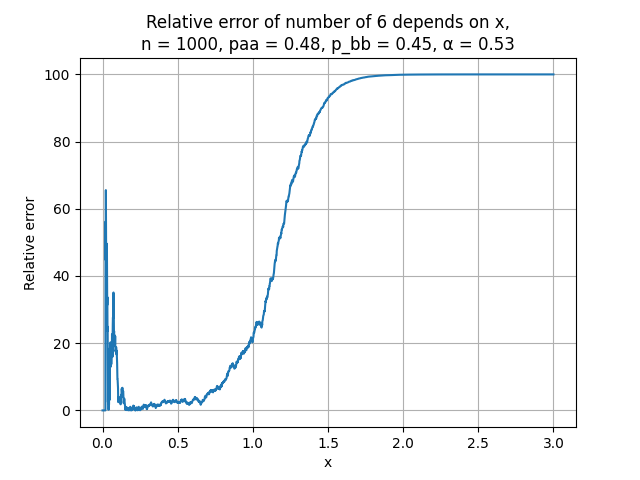 Relative error of number of 6 depends on x,
n = 1000, paa = 0.48, p_bb = 0.45, α = 0.53
100
80
60
40
20
0
Relative error
0.0 0.5 1.0 1.5 2.0 2.5 3.0
x